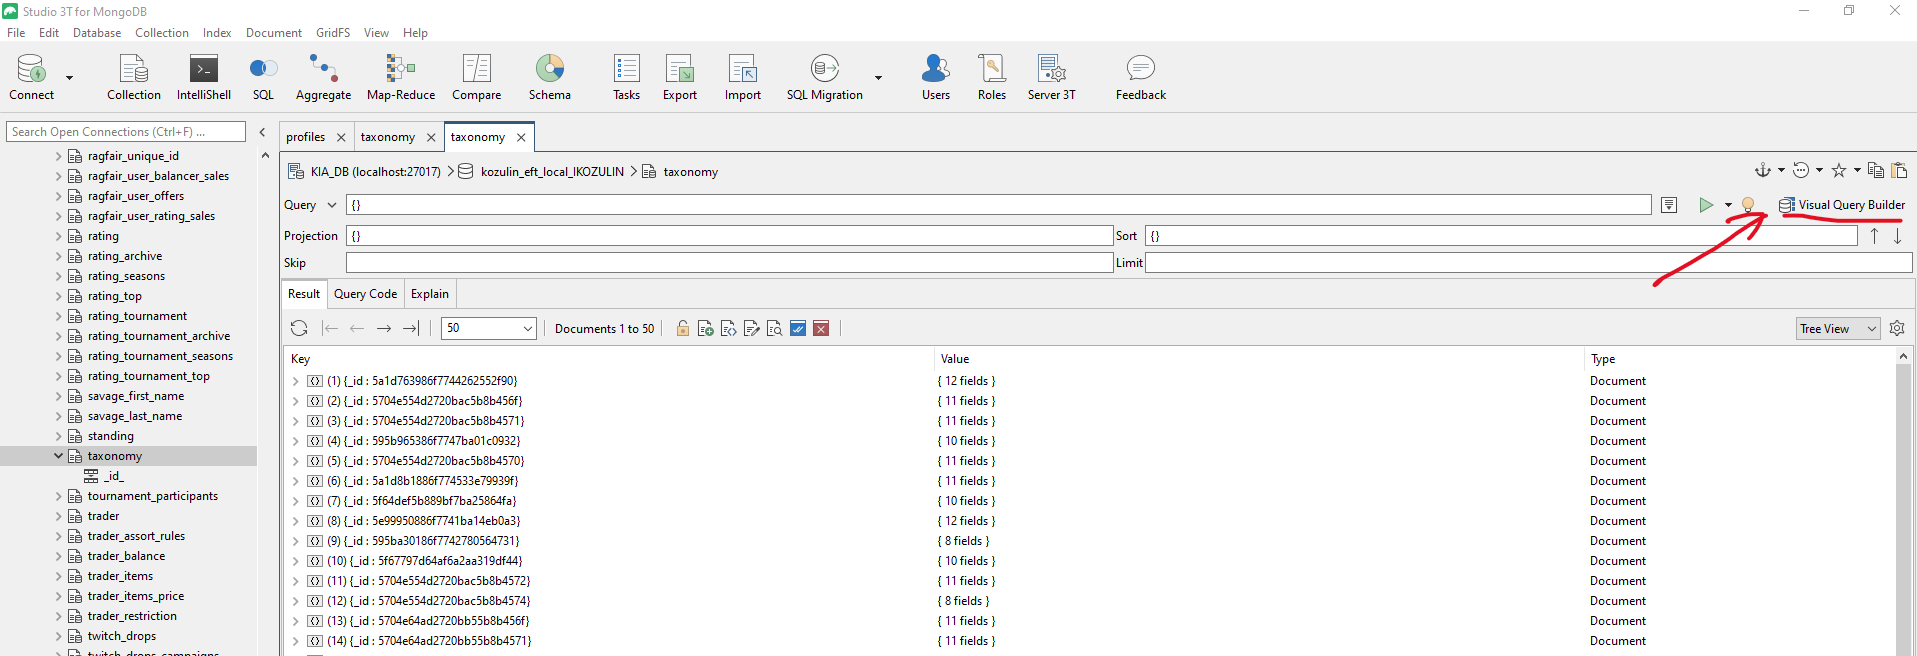 Studio 3T for MongoDB
File Edit Database Collection Index Document GridFS View Help
Connect Collection IntelliShell SQL Aggregate Map-Reduce Compare Schema Tasks Export Import SQL Migration Users Roles Server 3T Feedback
Search Open Connections (Ctrl+F) ...
profiles taxonomy taxonomy
ragfair_unique_id
ragfair_user_balancer_sales
ragfair_user_offers
ragfair_user_rating_sales
rating
rating_archive
rating_seasons
rating_top
rating_tournament
rating_tournament_archive
rating_tournament_seasons
rating_tournament_top
savage_first_name
savage_last_name
standing
taxonomy
_id_
tournament_participants
trader
trader_assort_rules
trader_balance
trader_items
trader_items_price
trader_restriction
twitch_drops
twitch_drops_campaigns
KIA_DB (localhost:27017) kozulin_eft_local_IKOZULIN taxonomy
Query {} Visual Query Builder
Projection {} Sort {}
Skip Limit
Result Query Code Explain
50 Documents 1 to 50 Tree View
Key Value Type
(1) {_id : 5a1d763986f7744262552f90} { 12 fields } Document
(2) {_id : 5704e554d2720bac5b8b456f} { 11 fields } Document
(3) {_id : 5704e554d2720bac5b8b4571} { 11 fields } Document
(4) {_id : 595b965386f7747ba01c0932} { 10 fields } Document
(5) {_id : 5704e554d2720bac5b8b4570} { 11 fields } Document
(6) {_id : 5a1d8b1886f774533e79939f} { 11 fields } Document
(7) {_id : 5f64def5b889bf7ba25864fa} { 10 fields } Document
(8) {_id : 5e99950886f7741ba14eb0a3} { 12 fields } Document
(9) {_id : 595ba30186f7742780564731} { 8 fields } Document
(10) {_id : 5f67797d64af6a2aa319df44} { 10 fields } Document
(11) {_id : 5704e554d2720bac5b8b4572} { 11 fields } Document
(12) {_id : 5704e554d2720bac5b8b4574} { 8 fields } Document
(13) {_id : 5704e64ad2720bb55b8b456f} { 11 fields } Document
(14) {_id : 5704e64ad2720bb55b8b4571} { 11 fields } Document